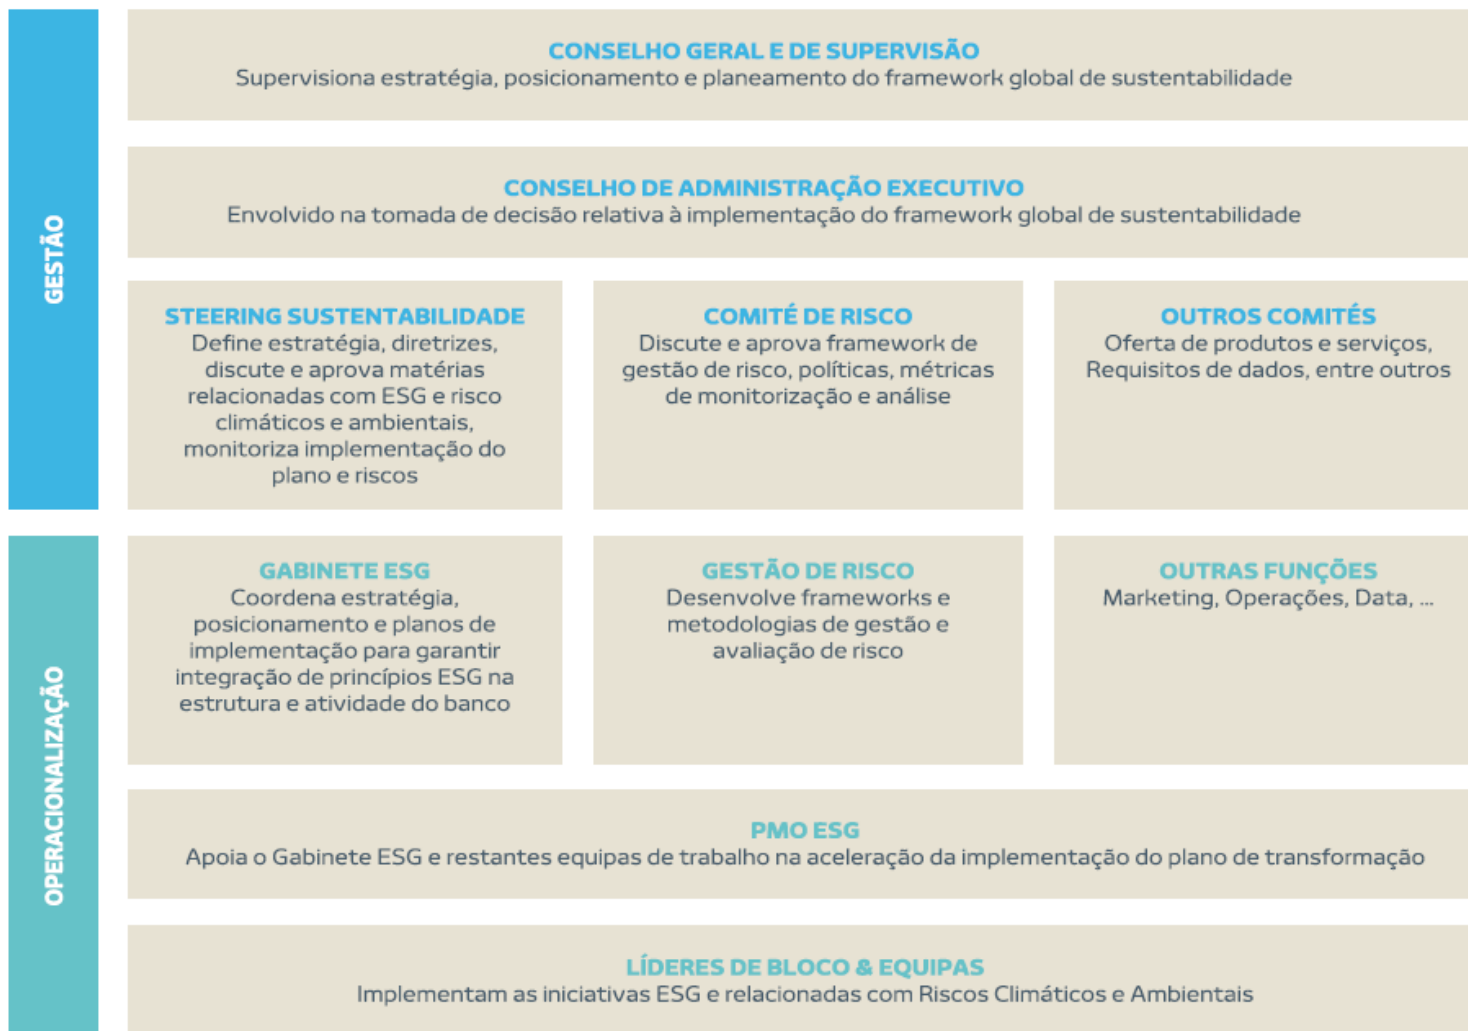 GESTÃO
CONSELHO GERAL E DE SUPERVISÃO
Supervisiona estratégia, posicionamento e planeamento do framework global de sustentabilidade
CONSELHO DE ADMINISTRAÇÃO EXECUTIVO
Envolvido na tomada de decisão relativa à implementação do framework global de sustentabilidade
STEERING SUSTENTABILIDADE
Define estratégia, diretrizes,
discute e aprova matérias
relacionadas com ESG e risco
climáticos e ambientais,
monitoriza implementação do
plano e riscos
COMITÉ DE RISCO
Discute e aprova framework de
gestão de risco, políticas, métricas
de monitorização e análise
OUTROS COMITÉS
Oferta de produtos e serviços,
Requisitos de dados, entre outros
OPERACIONALIZAÇÃO
GABINETE ESG
Coordena estratégia,
posicionamento e planos de
implementação para garantir
integração de princípios ESG na
estrutura e atividade do banco
GESTÃO DE RISCO
Desenvolve frameworks e
metodologias de gestão e
avaliação de risco
OUTRAS FUNÇÕES
Marketing, Operações, Data, ...
PMO ESG
Apoia o Gabinete ESG e restantes equipas de trabalho na aceleração da implementação do plano de transformação
LÍDERES DE BLOCO & EQUIPAS
Implementam as iniciativas ESG e relacionadas com Riscos Climáticos e Ambientais